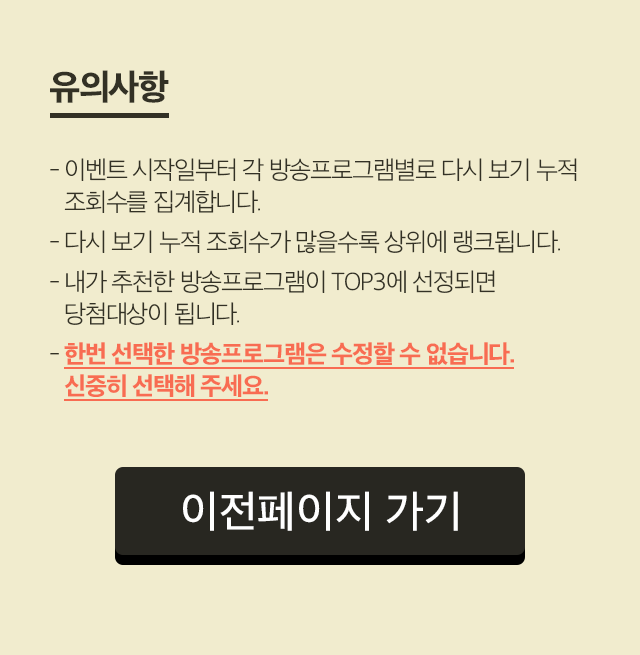 유의사항
- 이벤트 시작일부터 각 방송프로그램별로 다시 보기 누적
조회수를 집계합니다.
- 다시 보기 누적 조회수가 많을수록 상위에 랭크됩니다.
- 내가 추천한 방송프로그램이 TOP3에 선정되면
당첨대상이 됩니다.
- 한번 선택한 방송프로그램은 수정할 수 없습니다.
신중히 선택해 주세요.
이전페이지 가기